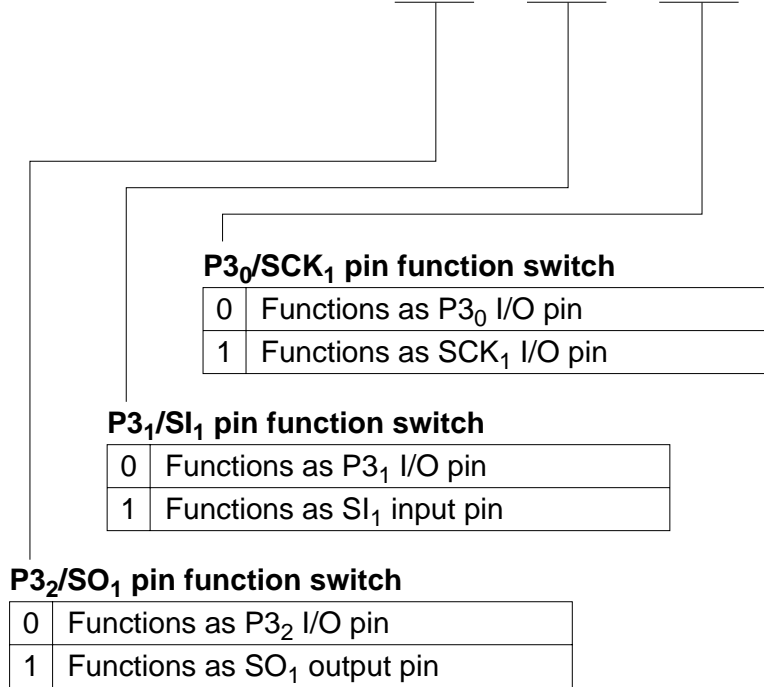 P3₀/SCK₁ pin function switch
0 Functions as P3₀ I/O pin
1 Functions as SCK₁ I/O pin
P3₁/SI₁ pin function switch
0 Functions as P3₁ I/O pin
1 Functions as SI₁ input pin
P3₂/SO₁ pin function switch
0 Functions as P3₂ I/O pin
1 Functions as SO₁ output pin